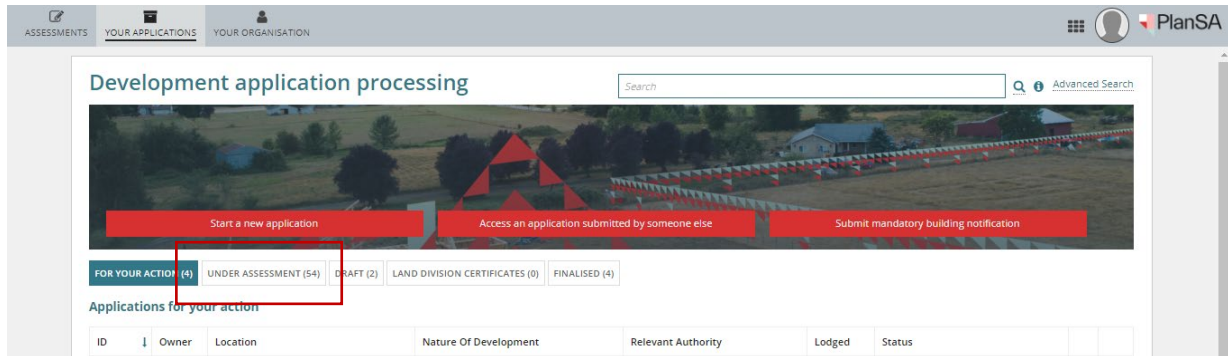 ASSESSMENTS YOUR APPLICATIONS YOUR ORGANISATION PlanSA
Development application processing Search Advanced Search
Start a new application Access an application submitted by someone else Submit mandatory building notification
FOR YOUR ACTION (4) UNDER ASSESSMENT (54) DRAFT (2) LAND DIVISION CERTIFICATES (0) FINALISED (4)
Applications for your action
ID Owner Location Nature Of Development Relevant Authority Lodged Status